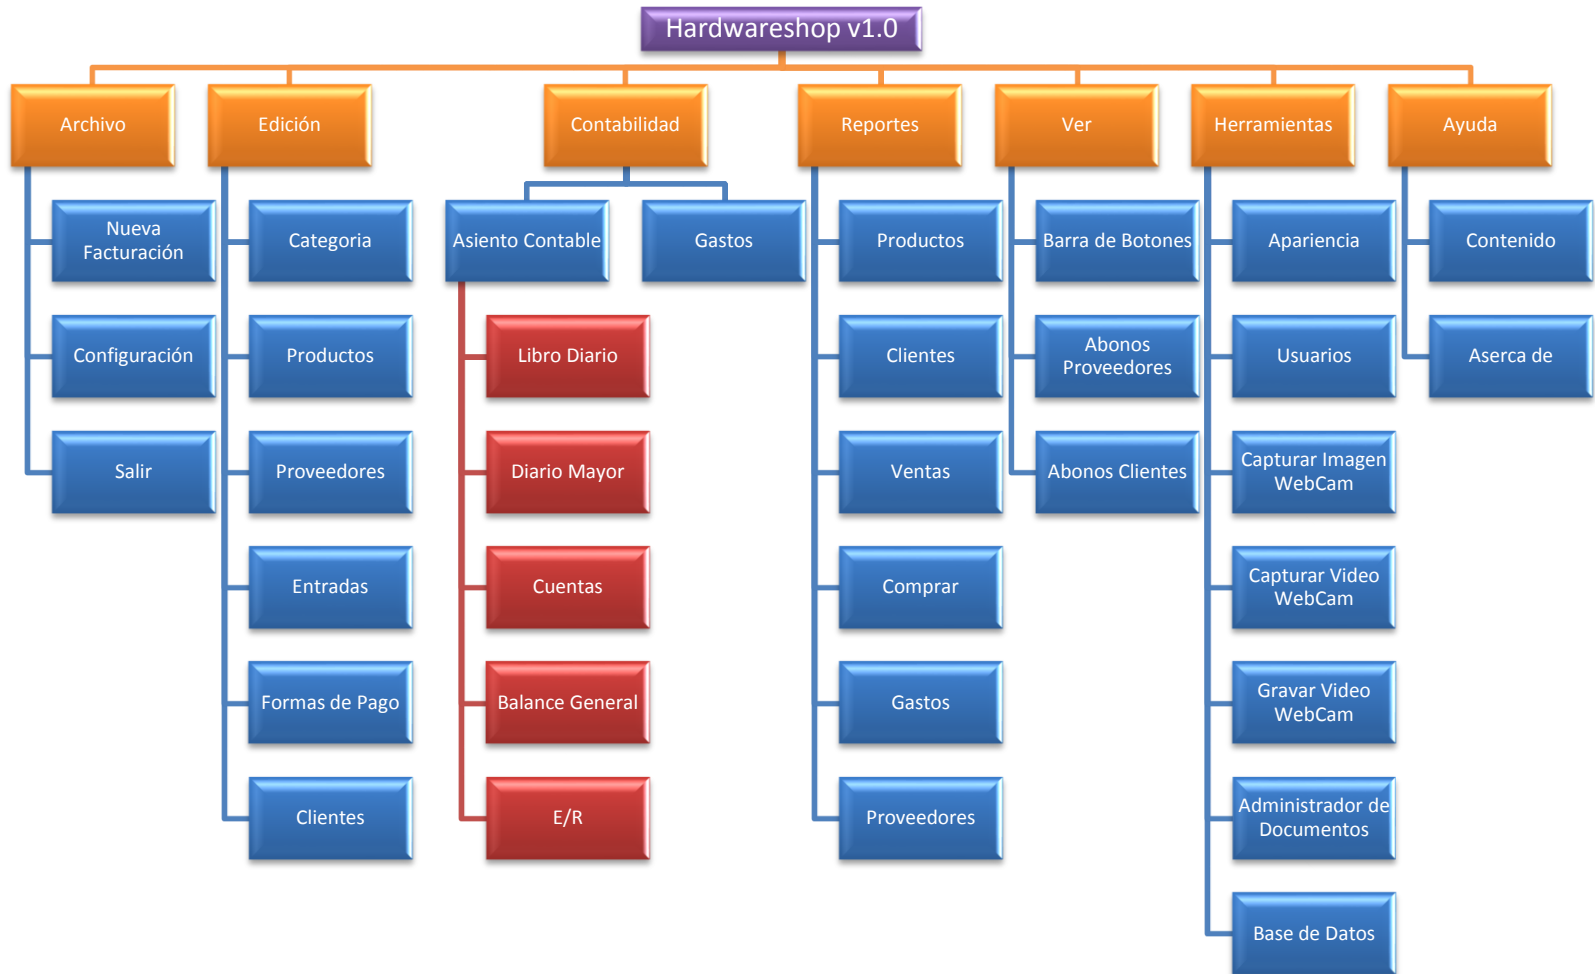 Hardwareshop v1.0
Archivo
Edición
Contabilidad
Reportes
Ver
Herramientas
Ayuda
Nueva
Facturación
Configuración
Salir
Categoria
Productos
Proveedores
Entradas
Formas de Pago
Clientes
Asiento Contable
Gastos
Libro Diario
Diario Mayor
Cuentas
Balance General
E/R
Productos
Clientes
Ventas
Comprar
Gastos
Proveedores
Barra de Botones
Abonos
Proveedores
Abonos Clientes
Apariencia
Usuarios
Capturar Imagen
WebCam
Capturar Video
WebCam
Gravar Video
WebCam
Administrador de
Documentos
Base de Datos
Contenido
Aserca de